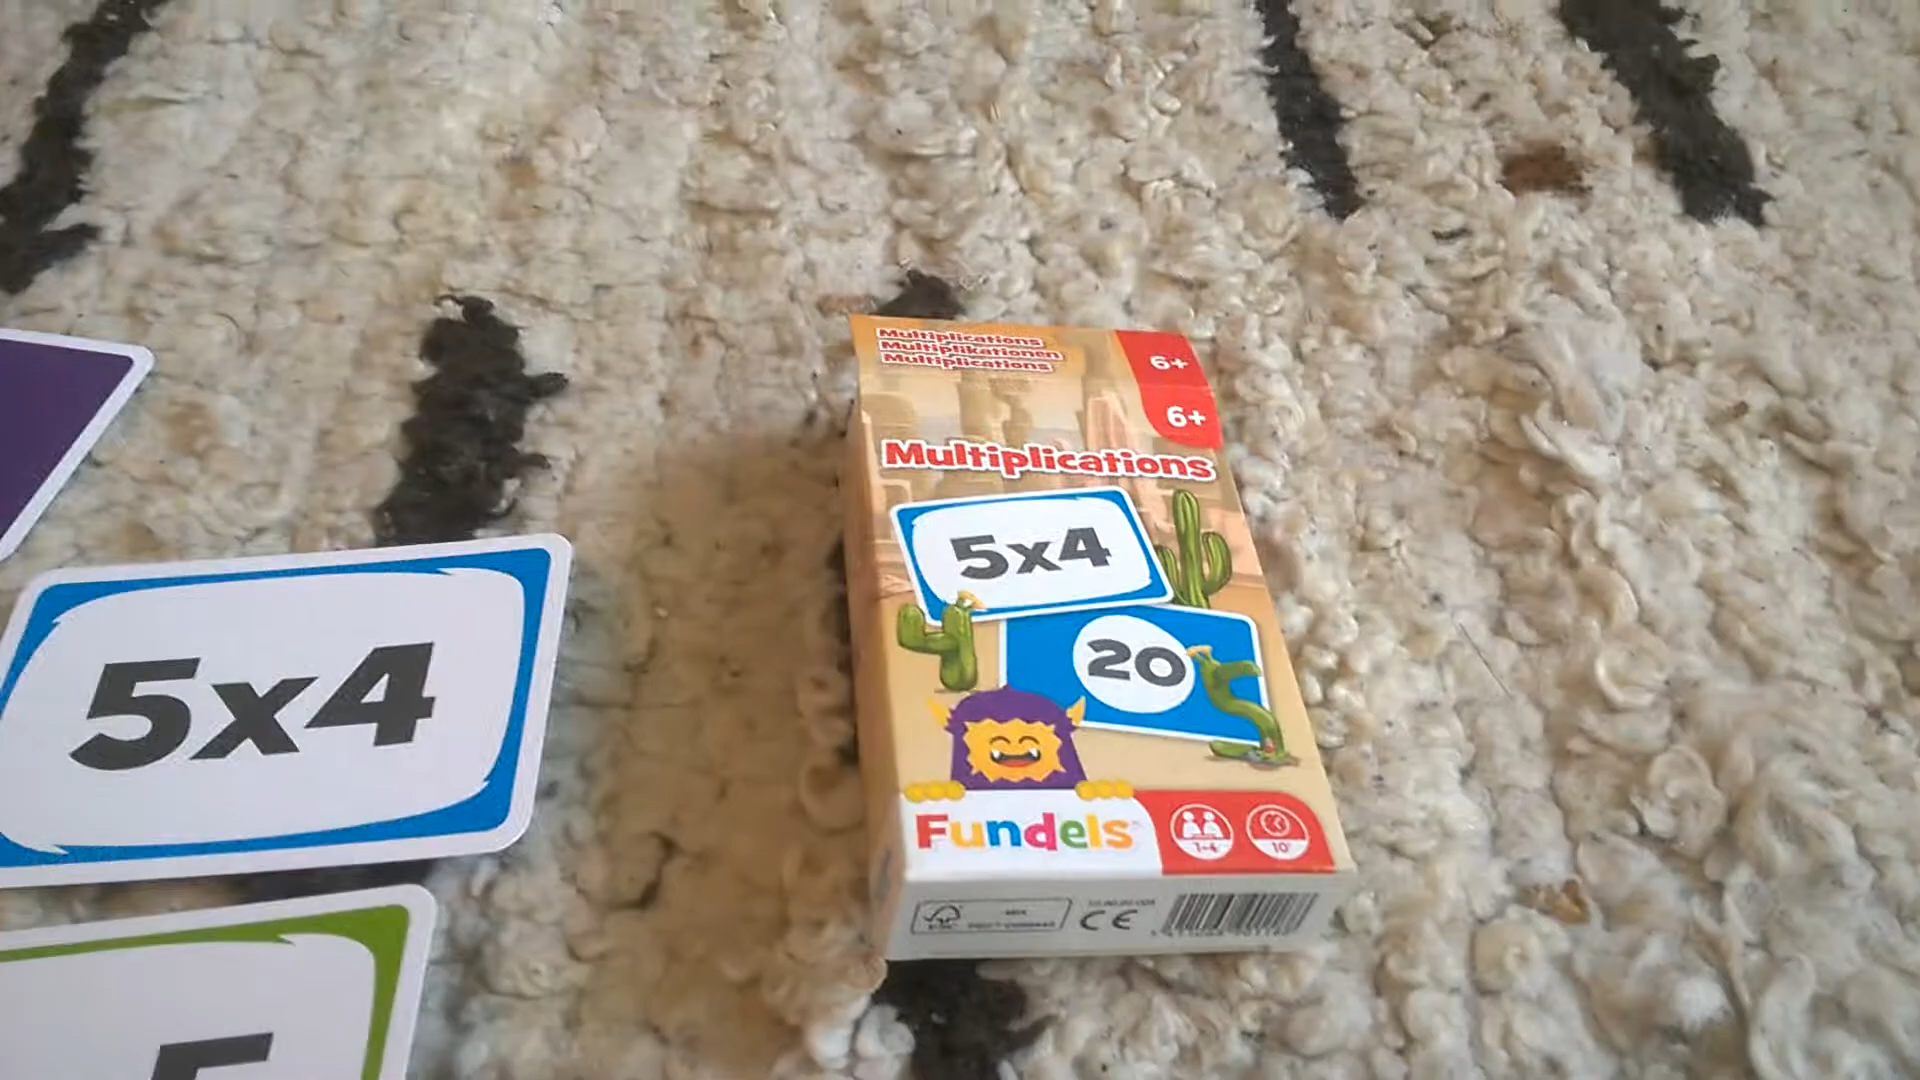 Multiplications
Multiplikationen
Multiplications
6+
6+
Multiplications
5x4
20
5x4
Fundels
1-4
10'
CE